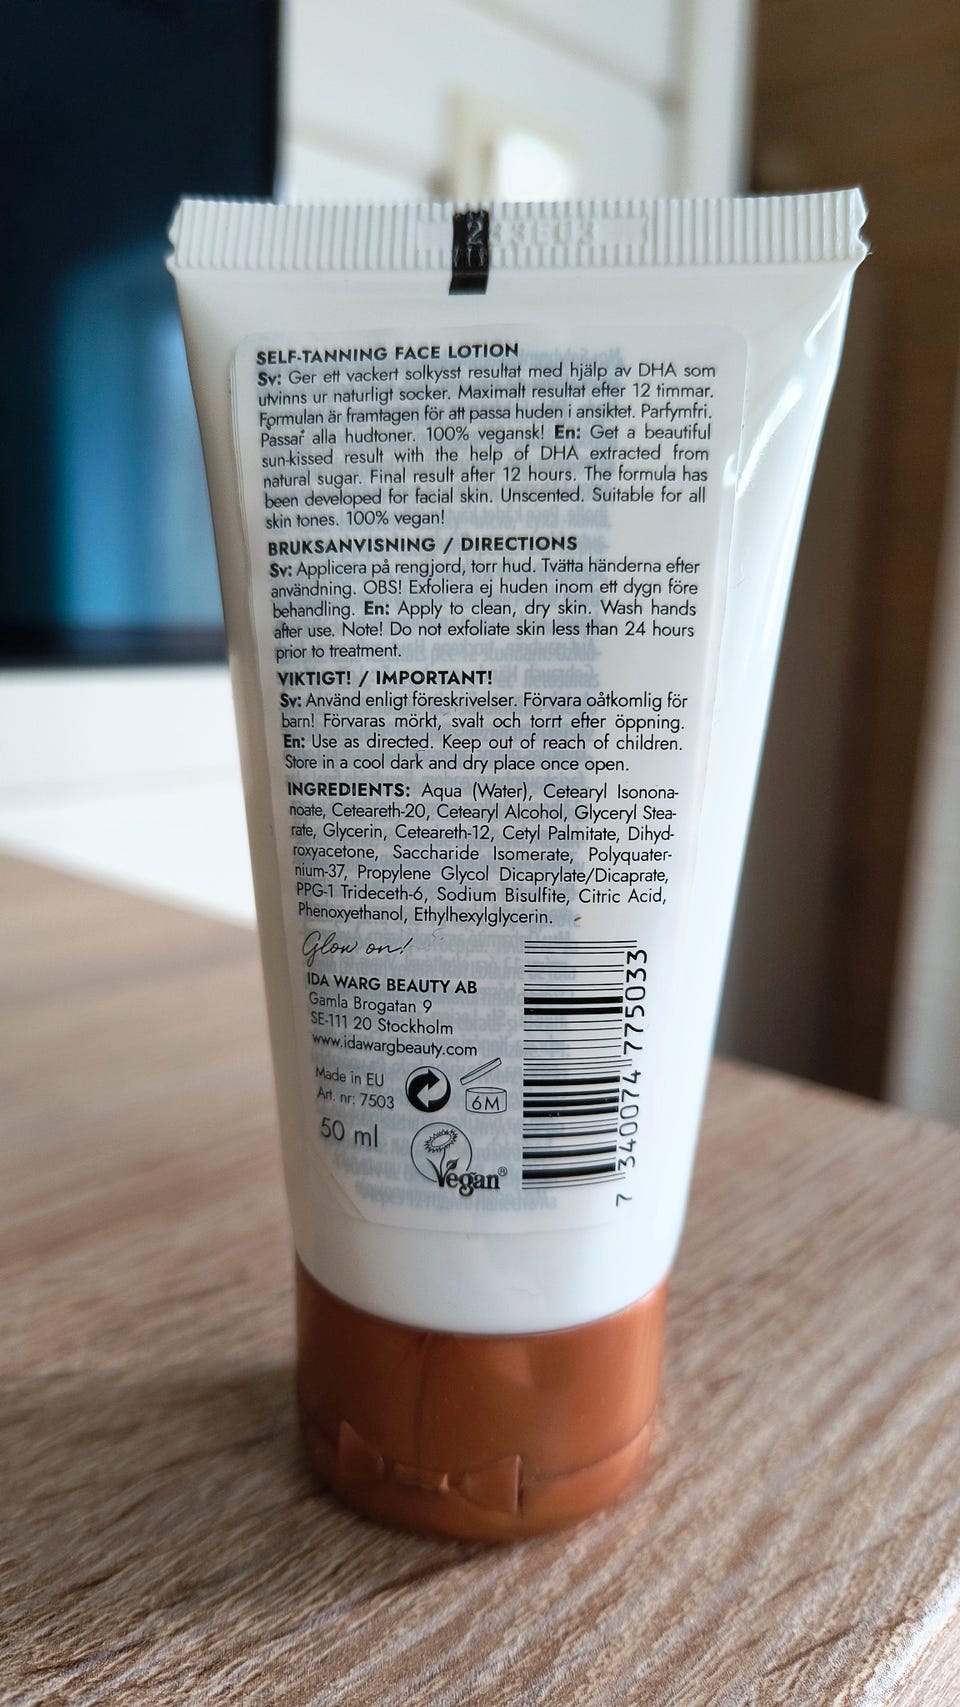 SELF-TANNING FACE LOTION
Sv: Ger ett vackert solkysst resultat med hjälp av DHA som
utvinns ur naturligt socker. Maximalt resultat efter 12 timmar.
Formulan är framtagen för att passa huden i ansiktet. Parfymfri.
Passar alla hudtoner. 100% vegansk! En: Get a beautiful
sun-kissed result with the help of DHA extracted from
natural sugar. Final result after 12 hours. The formula has
been developed for facial skin. Unscented. Suitable for all
skin tones. 100% vegan!
BRUKSANVISNING / DIRECTIONS
Sv: Applicera på rengjord, torr hud. Tvätta händerna efter
användning. OBS! Exfoliera ej huden inom ett dygn före
behandling. En: Apply to clean, dry skin. Wash hands
after use. Note! Do not exfoliate skin less than 24 hours
prior to treatment.
VIKTIGT! / IMPORTANT!
Sv: Använd enligt föreskrivelser. Förvara oåtkomlig för
barn! Förvaras mörkt, svalt och torrt efter öppning.
En: Use as directed. Keep out of reach of children.
Store in a cool dark and dry place once open.
INGREDIENTS: Aqua (Water), Cetearyl Isonona-
noate, Ceteareth-20, Cetearyl Alcohol, Glyceryl Stea-
rate, Glycerin, Ceteareth-12, Cetyl Palmitate, Dihyd-
roxyacetone, Saccharide Isomerate, Polyquater-
nium-37, Propylene Glycol Dicaprylate/Dicaprate,
PPG-1 Trideceth-6, Sodium Bisulfite, Citric Acid,
Phenoxyethanol, Ethylhexylglycerin.
Glow on!
IDA WARG BEAUTY AB
Gamla Brogatan 9
SE-111 20 Stockholm
www.idawargbeauty.com
Made in EU
Art. nr: 7503
6M
50 ml
Vegan®
7 340074 775033